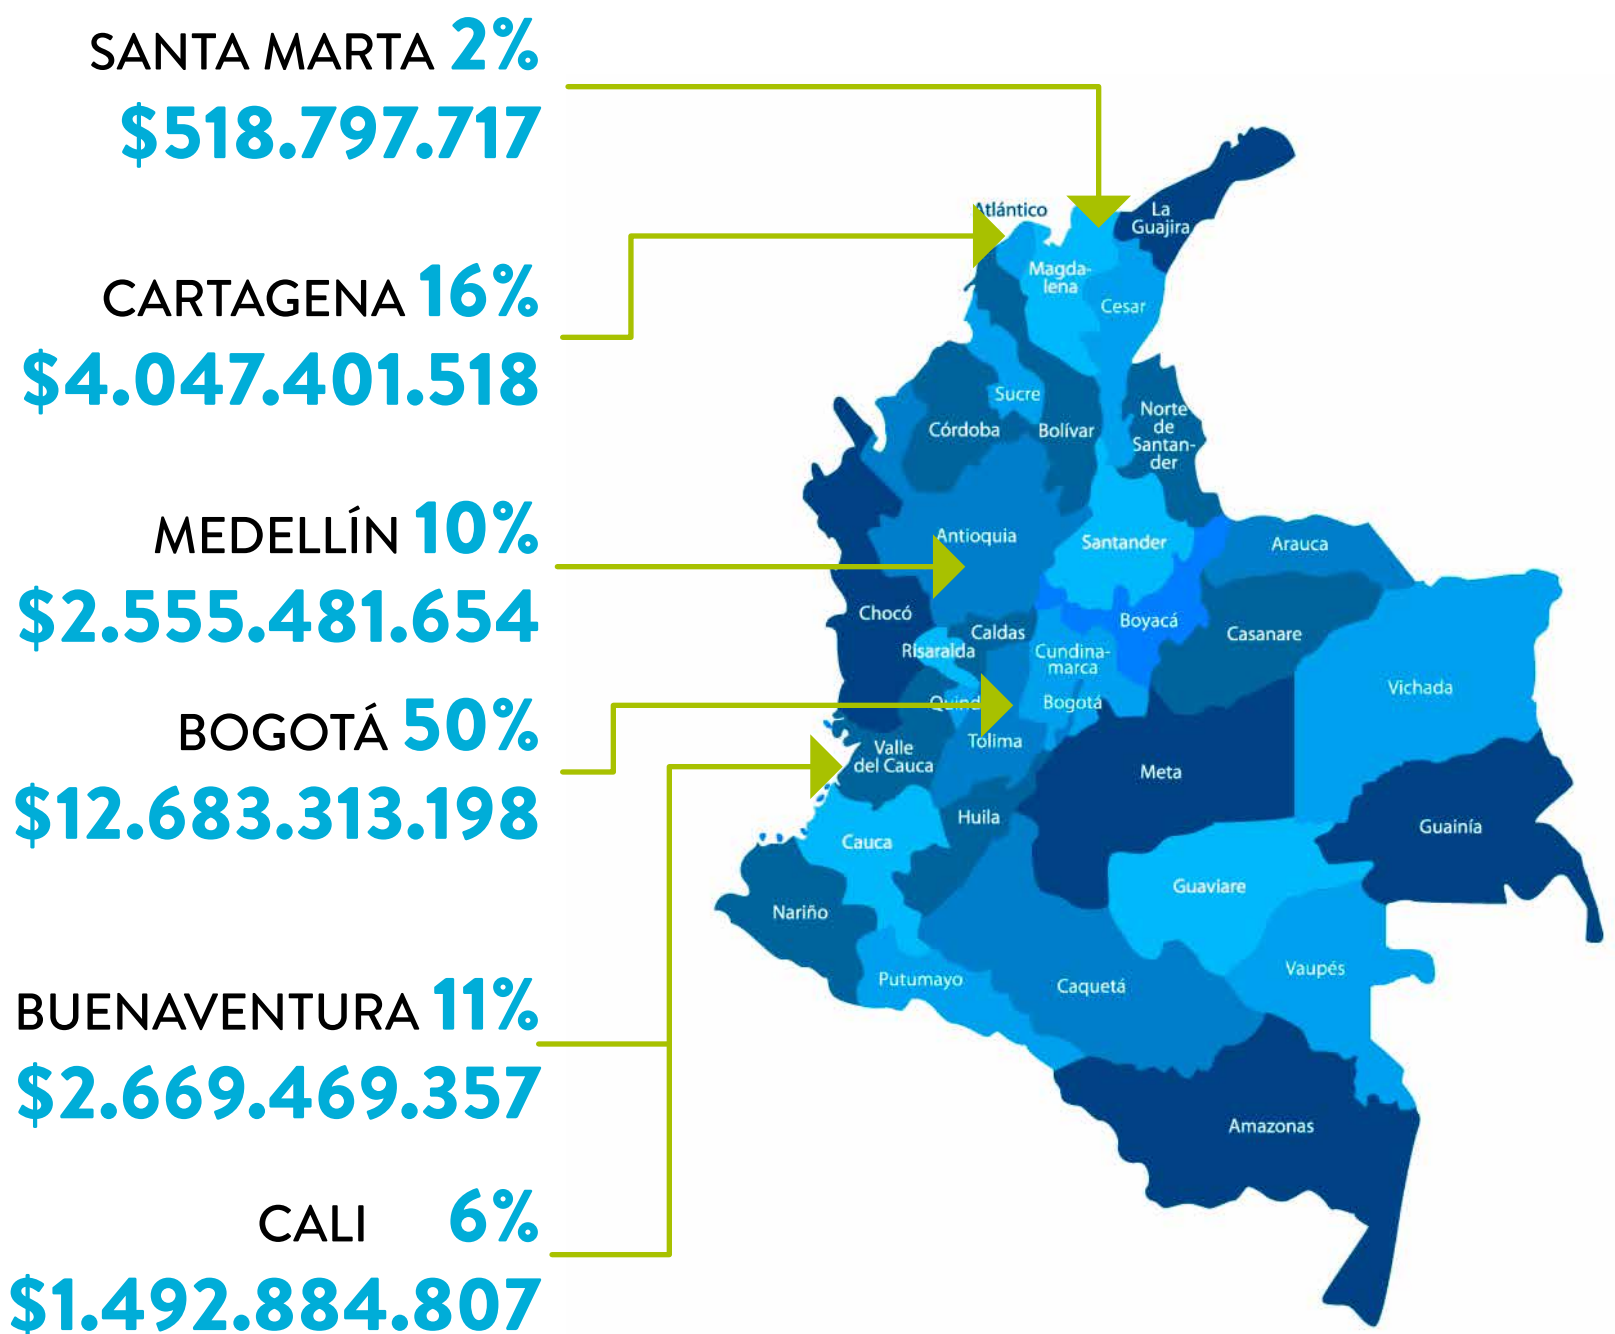 SANTA MARTA 2%
$518.797.717
CARTAGENA 16%
$4.047.401.518
MEDELLÍN 10%
$2.555.481.654
BOGOTÁ 50%
$12.683.313.198
BUENAVENTURA 11%
$2.669.469.357
CALI 6%
$1.492.884.807
Atlántico
La
Guajira
Magda-
lena
Cesar
Sucre
Córdoba
Bolívar
Norte
de
Santan-
der
Antioquia
Santander
Arauca
Chocó
Caldas
Boyacá
Casanare
Risaralda
Cundina-
marca
Vichada
Quind
Bogotá
Tolima
Valle
del Cauca
Meta
Huila
Guainía
Cauca
Guaviare
Nariño
Vaupés
Putumayo
Caquetá
Amazonas